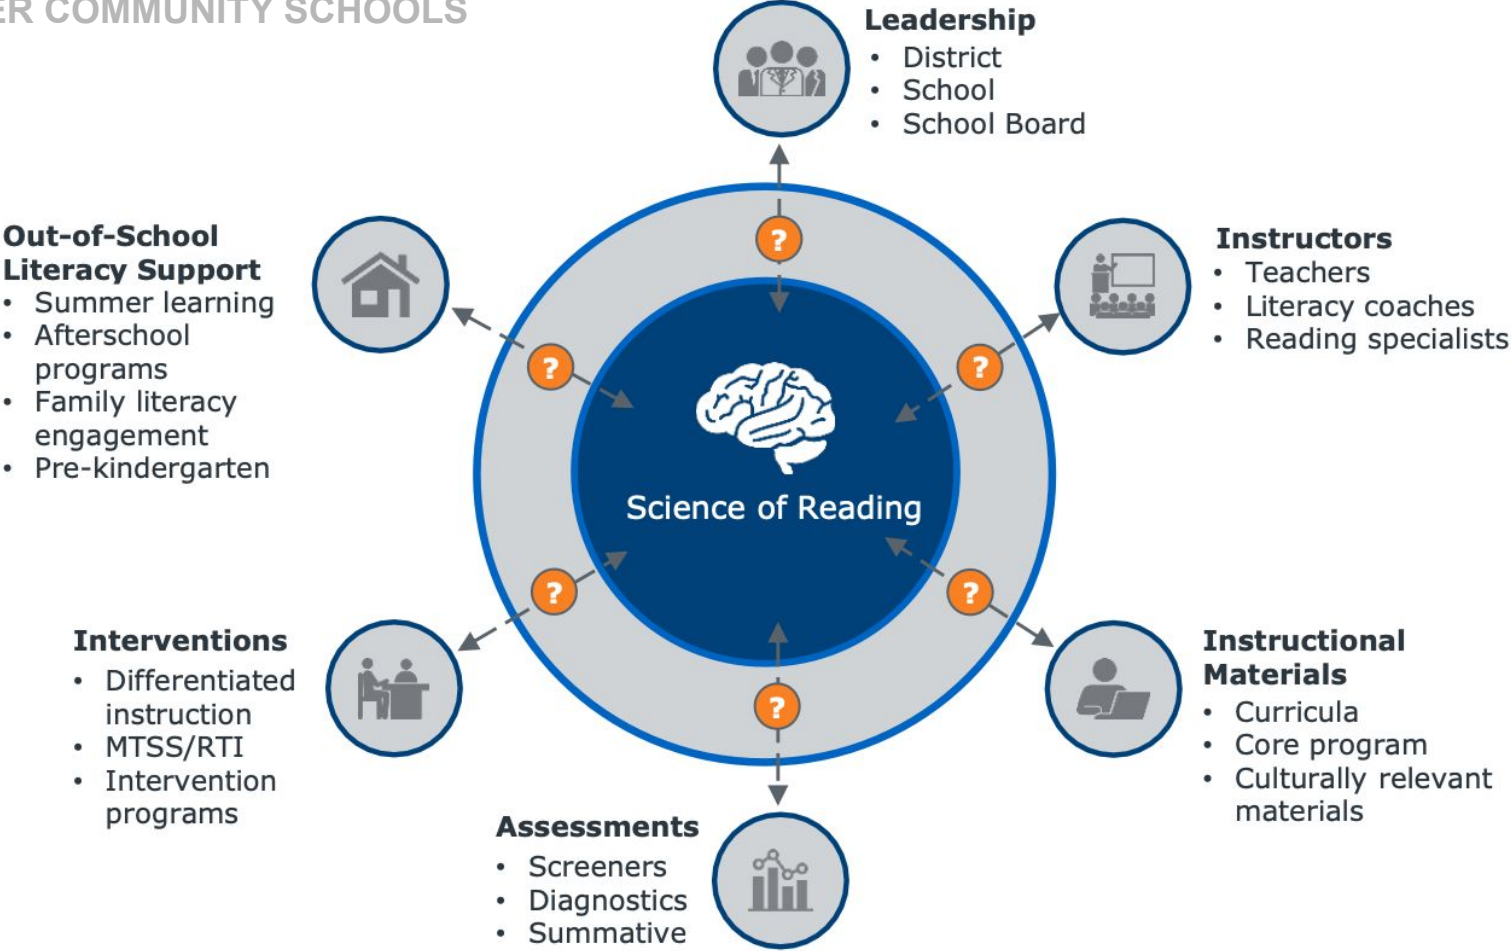 ER COMMUNITY SCHOOLS
Leadership
• District
• School
• School Board
Out-of-School
Literacy Support
• Summer learning
• Afterschool
programs
• Family literacy
engagement
• Pre-kindergarten
Instructors
• Teachers
• Literacy coaches
• Reading specialists
?
?
?
Science of Reading
?
?
?
Interventions
• Differentiated
instruction
• MTSS/RTI
• Intervention
programs
Instructional
Materials
• Curricula
• Core program
• Culturally relevant
materials
Assessments
• Screeners
• Diagnostics
• Summative